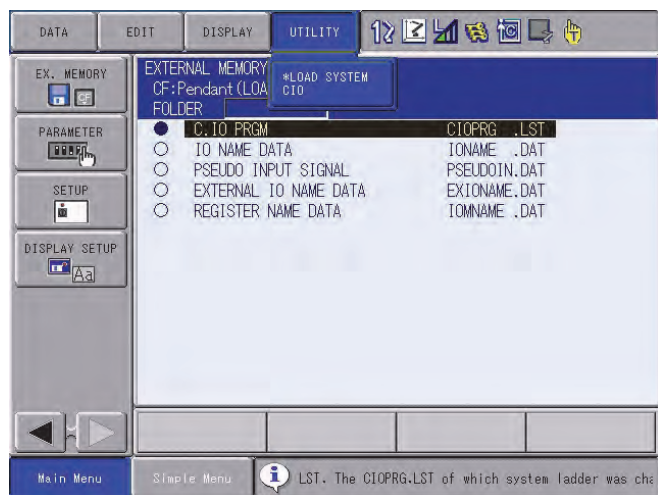 DATA EDIT DISPLAY UTILITY
EX. MEMORY
CF
PARAMETER
SETUP
DISPLAY SETUP
Aa
EXTERNAL MEMORY
CF:Pendant(LOA
FOLDER
*LOAD SYSTEM
CIO
C.IO PRGM CIOPRG .LST
IO NAME DATA IONAME .DAT
PSEUDO INPUT SIGNAL PSEUDOIN.DAT
EXTERNAL IO NAME DATA EXIONAME.DAT
REGISTER NAME DATA IOMNAME .DAT
Main Menu Simple Menu LST. The CIOPRG.LST of which system ladder was cha